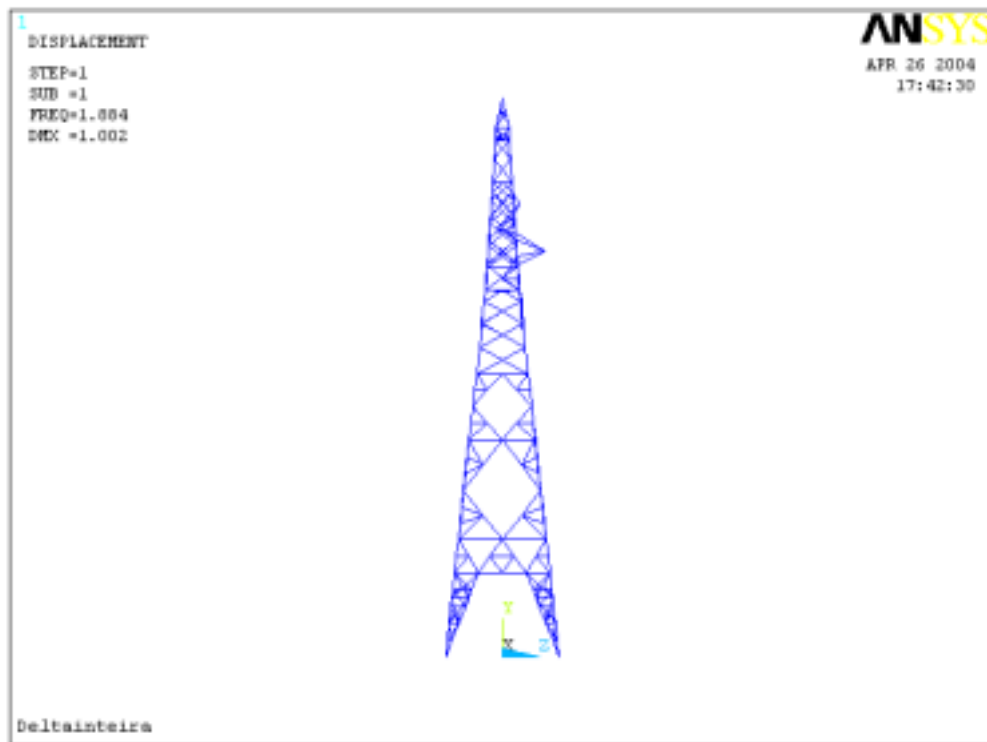 1
DISPLACEMENT
STEP=1
SUB =1
FREQ=1.884
DMX =1.002
ANSYS
APR 26 2004
17:42:30
Y
X
Z
Deltainteira